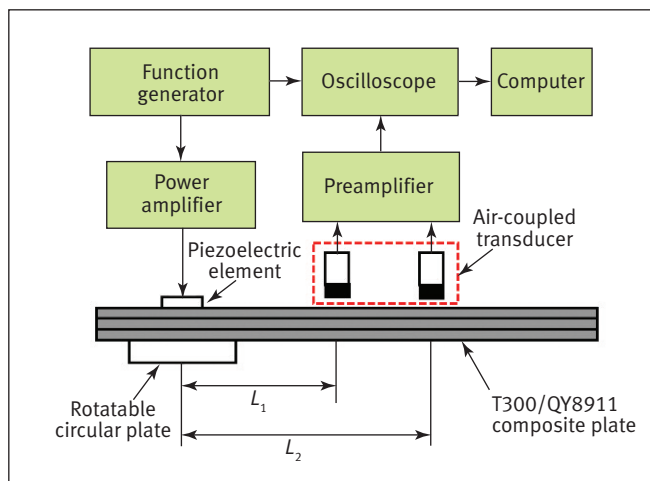 Function
generator
Oscilloscope
Computer
Power
amplifier
Preamplifier
Air-coupled
transducer
Piezoelectric
element
Rotatable
circular plate
L1
L2
T300/QY8911
composite plate